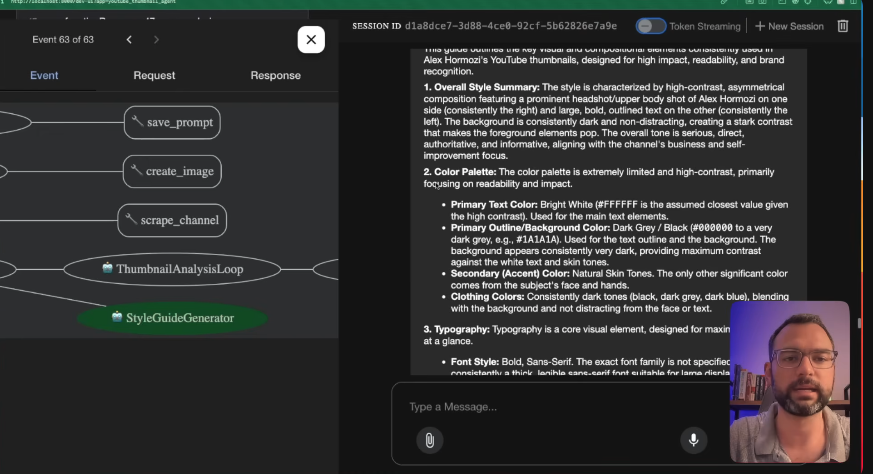 http://localhost:8000/dev-ui?app=youtube_thumbnail_agent
Event 63 of 63
Event
Request
Response
save_prompt
create_image
scrape_channel
ThumbnailAnalysisLoop
StyleGuideGenerator
SESSION ID d1a8dce7-3d88-4ce0-92cf-5b62826e7a9e
Token Streaming
New Session
This guide outlines the key visual and compositional elements consistently used in
Alex Hormozi's YouTube thumbnails, designed for high impact, readability, and brand
recognition.
1. Overall Style Summary: The style is characterized by high-contrast, asymmetrical
composition featuring a prominent headshot/upper body shot of Alex Hormozi on one
side (consistently the right) and large, bold, outlined text on the other (consistently the
left). The background is consistently dark and non-distracting, creating a stark contrast
that makes the foreground elements pop. The overall tone is serious, direct,
authoritative, and informative, aligning with the channel's business and self-
improvement focus.
2. Color Palette: The color palette is extremely limited and high-contrast, primarily
focusing on readability and impact.
• Primary Text Color: Bright White (#FFFFFF is the assumed closest value given
the high contrast). Used for the main text elements.
• Primary Outline/Background Color: Dark Grey / Black (#000000 to a very
dark grey, e.g., #1A1A1A). Used for the text outline and the background. The
background appears consistently very dark, providing maximum contrast
against the white text and skin tones.
• Secondary (Accent) Color: Natural Skin Tones. The only other significant color
comes from the subject's face and hands.
• Clothing Colors: Consistently dark tones (black, dark grey, dark blue), blending
with the background and not distracting from the face or text.
3. Typography: Typography is a core visual element, designed for
at a glance.
• Font Style: Bold, Sans-Serif. The exact font family is not specified
consistently a thick, legible sans-serif font suitable for large
Type a Message...